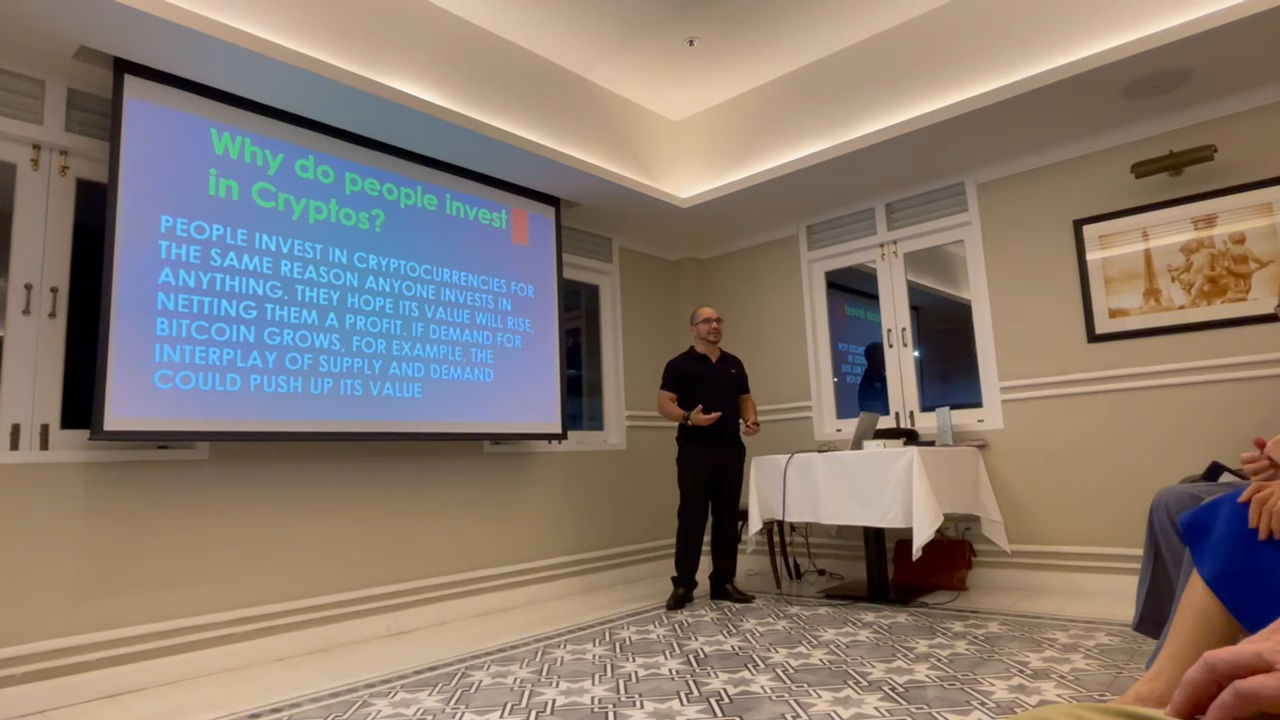 Why do people invest
in Cryptos?
PEOPLE INVEST IN CRYPTOCURRENCIES FOR
THE SAME REASON ANYONE INVESTS IN
ANYTHING. THEY HOPE ITS VALUE WILL RISE,
NETTING THEM A PROFIT. IF DEMAND FOR
BITCOIN GROWS, FOR EXAMPLE, THE
INTERPLAY OF SUPPLY AND DEMAND
COULD PUSH UP ITS VALUE